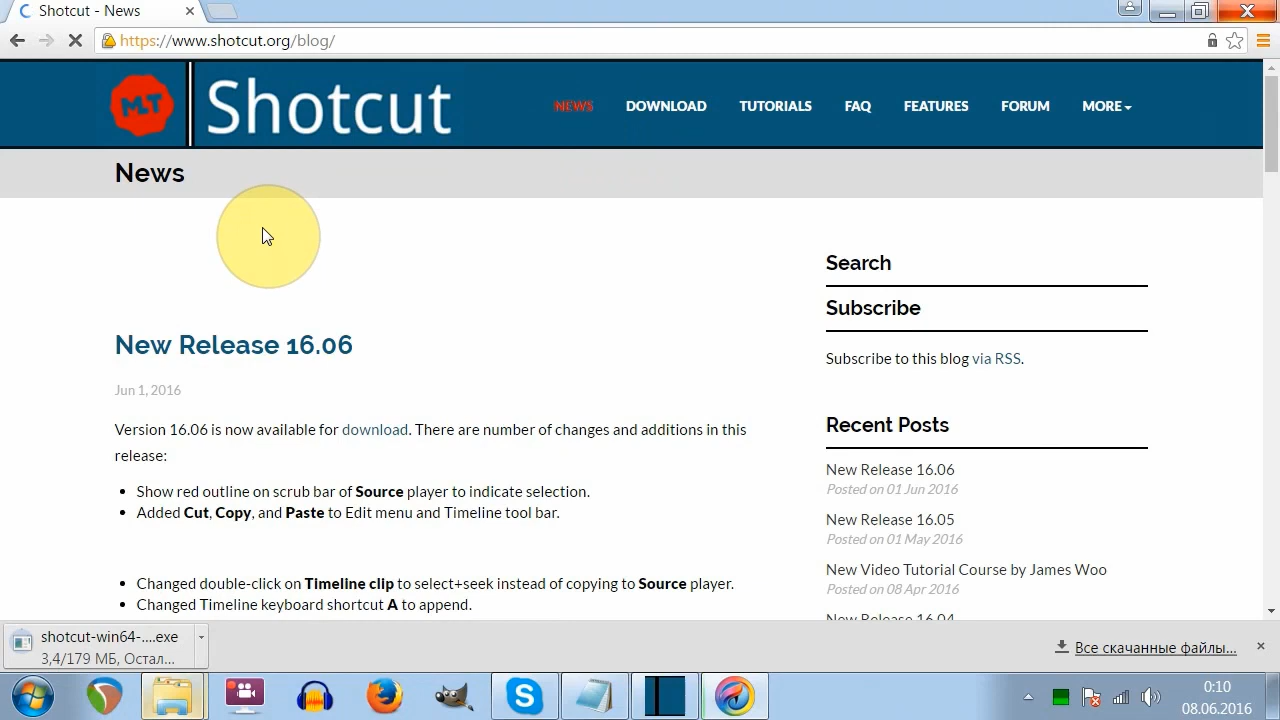 Shotcut - News
https://www.shotcut.org/blog/
MLT
Shotcut
NEWS
DOWNLOAD
TUTORIALS
FAQ
FEATURES
FORUM
MORE
News
New Release 16.06
Jun 1, 2016
Version 16.06 is now available for download. There are number of changes and additions in this
release:
• Show red outline on scrub bar of Source player to indicate selection.
• Added Cut, Copy, and Paste to Edit menu and Timeline tool bar.
• Changed double-click on Timeline clip to select+seek instead of copying to Source player.
• Changed Timeline keyboard shortcut A to append.
Search
Subscribe
Subscribe to this blog via RSS.
Recent Posts
New Release 16.06
Posted on 01 Jun 2016
New Release 16.05
Posted on 01 May 2016
New Video Tutorial Course by James Woo
Posted on 08 Apr 2016
New Release 16.04
shotcut-win64-....exe
3,4/179 МБ, Остал...
Все скачанные файлы...
0:10
08.06.2016